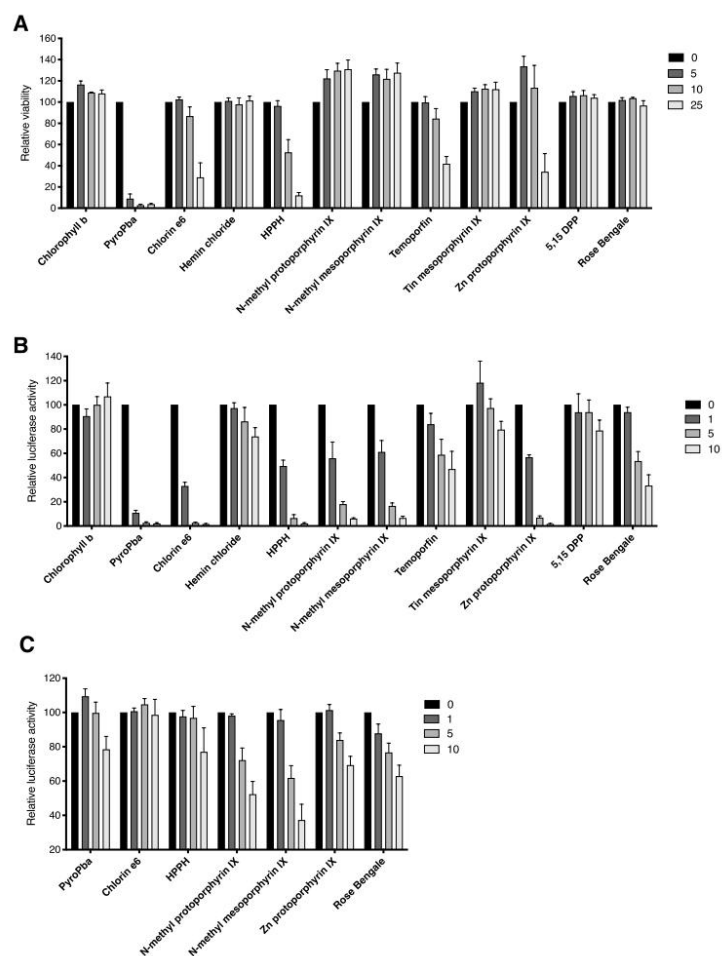 A
160
140
120
100
80
60
40
20
0
Relative viability
0
5
10
25
Chlorophyll b
PyroPba
Chlorin e6
Hemin chloride
HPPH
N-methyl protoporphyrin IX
N-methyl mesoporphyrin IX
Temoporfin
Tin mesoporphyrin IX
Zn protoporphyrin IX
5,15 DPP
Rose Bengale
B
140
120
100
80
60
40
20
0
Relative luciferase activity
0
1
5
10
Chlorophyll b
PyroPba
Chlorin e6
Hemin chloride
HPPH
N-methyl protoporphyrin IX
N-methyl mesoporphyrin IX
Temoporfin
Tin mesoporphyrin IX
Zn protoporphyrin IX
5,15 DPP
Rose Bengale
C
120
100
80
60
40
20
Relative luciferase activity
0
1
5
10
PyroPba
Chlorin e6
HPPH
N-methyl protoporphyrin IX
N-methyl mesoporphyrin IX
Zn protoporphyrin IX
Rose Bengale